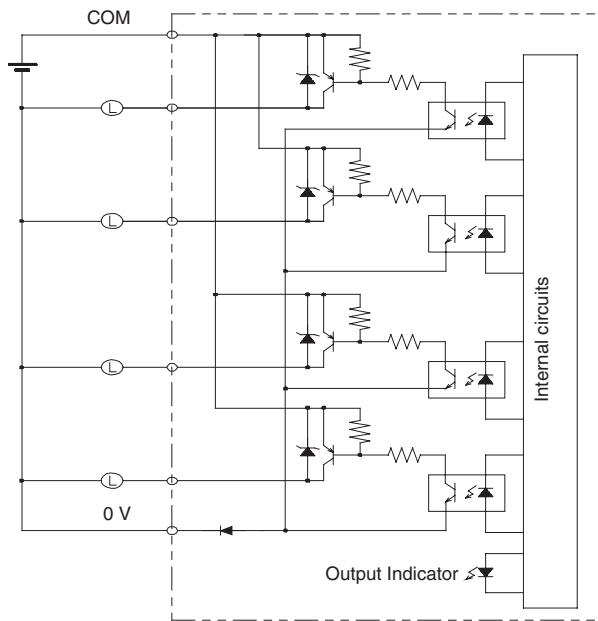 COM
L
L
L
L
0 V
Internal circuits
Output Indicator